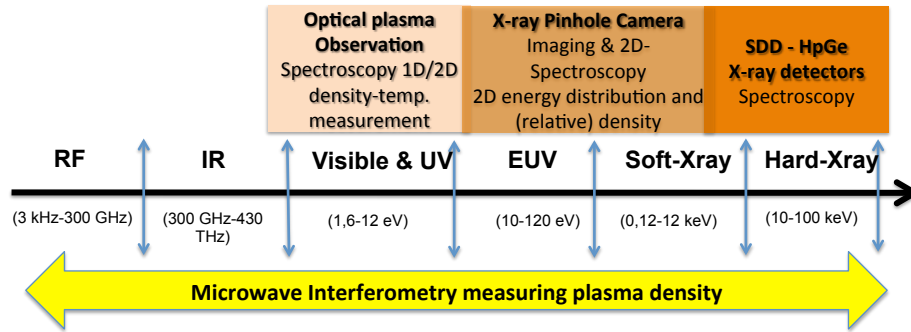 Optical plasma
Observation
Spectroscopy 1D/2D
density-temp.
measurement
X-ray Pinhole Camera
Imaging & 2D-
Spectroscopy
2D energy distribution and
(relative) density
SDD - HpGe
X-ray detectors
Spectroscopy
RF
IR
Visible & UV
EUV
Soft-Xray
Hard-Xray
(3 kHz-300 GHz)
(300 GHz-430
THz)
(1,6-12 eV)
(10-120 eV)
(0,12-12 keV)
(10-100 keV)
Microwave Interferometry measuring plasma density